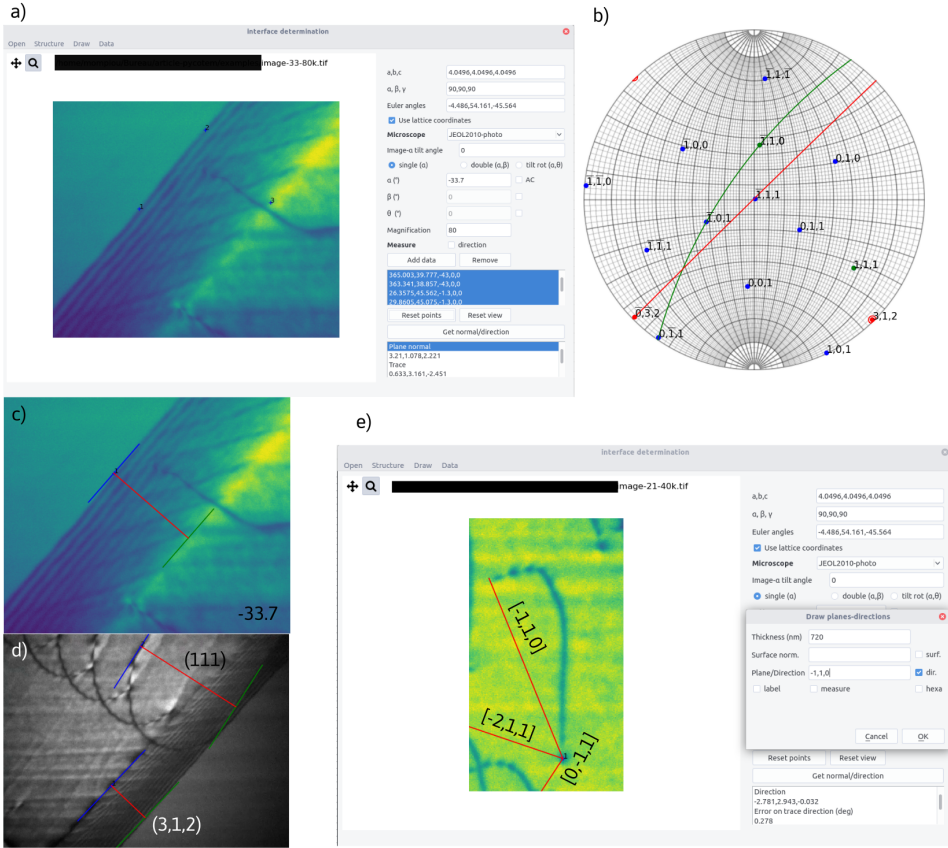 a)
interface determination
Open Structure Draw Data
image-33-80k.tif
a,b,c 4.0496,4.0496,4.0496
α, β, γ 90,90,90
Euler angles -4.486,54.161,-45.564
Use lattice coordinates
Microscope JEOL2010-photo
Image-α tilt angle 0
single (α) double (α,β) tilt rot (α,θ)
α (°) -33.7 AC
β (°) 0
θ (°) 0
Magnification 80
Measure direction
Add data Remove
365.003,39.777,-43,0,0
363.341,38.857,-43,0,0
26.3575,45.562,-1.3,0,0
29.8605,45.075,-1.3,0,0
Reset points Reset view
Get normal/direction
Plane normal
3.21,1.078,2.221
Trace
0.633,3.161,-2.451
1
2
3
b)
1̅,1,1̅
1̅,1,0
1̅,0,0
0,1,0
1̅,1̅,0
1̅,1,1
1̅,0,1
0,1,1
1̅,1̅,1
1,1,1
0,0,1
0̅,3̅,2
3,1,2
0,1̅,1
1,0,1
c)
-33.7
d)
(111)
(3,1,2)
e)
interface determination
Open Structure Draw Data
mage-21-40k.tif
a,b,c 4.0496,4.0496,4.0496
α, β, γ 90,90,90
Euler angles -4.486,54.161,-45.564
Use lattice coordinates
Microscope JEOL2010-photo
Image-α tilt angle 0
single (α) double (α,β) tilt rot (α,θ)
Draw planes-directions
Thickness (nm) 720
Surface norm. surf.
Plane/Direction -1,1,0 dir.
label measure hexa
Cancel OK
Reset points Reset view
Get normal/direction
Direction
-2.781,2.943,-0.032
Error on trace direction (deg)
0.278
[-1,1,0]
[-2,1,1]
[0,-1,1]
1